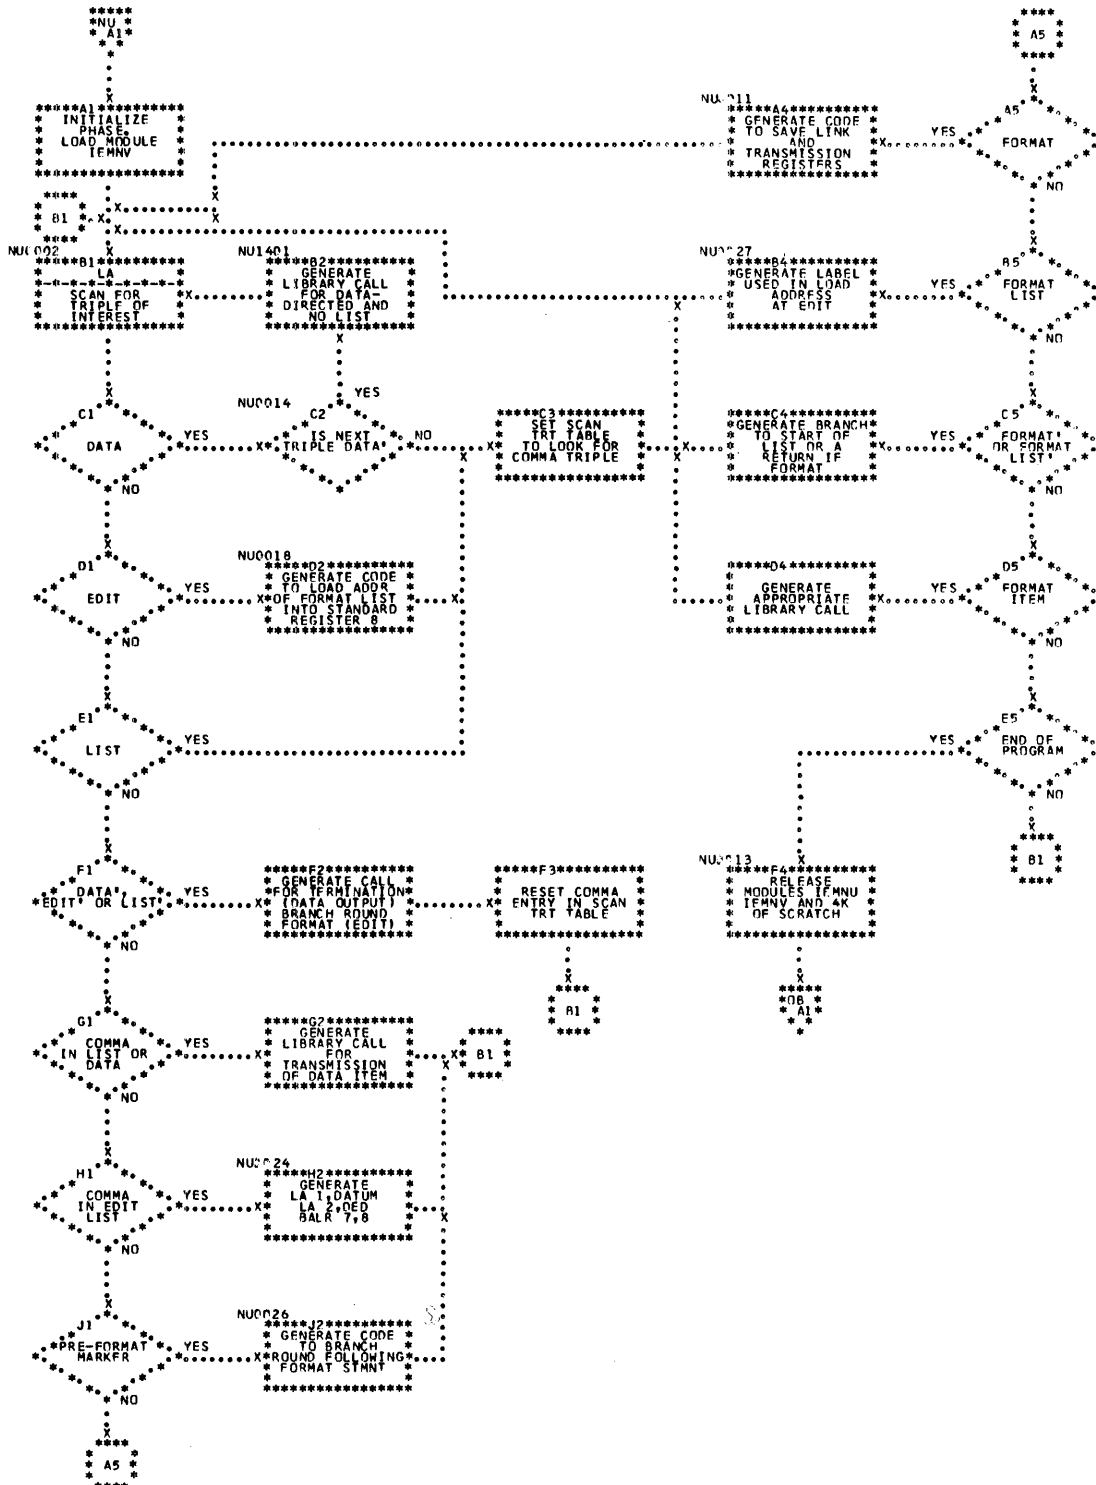 NU
A1
A5
A1
INITIALIZE
PHASE.
LOAD MODULE
IEMNV
A4
GENERATE CODE
TO SAVE LINK
AND
TRANSMISSION
REGISTERS
YES
A5
FORMAT
NO
B1
B1
LA
SCAN FOR
TRIPLE OF
INTEREST
NU1401
B2
GENERATE
LIBRARY CALL
FOR DATA-
DIRECTED AND
NO LIST
B4
GENERATE LABEL
USED IN LOAD
ADDRESS
AT EDIT
YES
B5
FORMAT
LIST
NO
C1
DATA
YES
NO
NU0014
YES
C2
IS NEXT
TRIPLE DATA'
NO
C3
SET SCAN
TRT TABLE
TO LOOK FOR
COMMA TRIPLE
C4
GENERATE BRANCH
TO START OF
LIST OR A
RETURN IF
FORMAT
YES
C5
FORMAT'
OR FORMAT
LIST'
NO
D1
EDIT
YES
NO
NU0018
D2
GENERATE CODE
TO LOAD ADDR
OF FORMAT LIST
INTO STANDARD
REGISTER 8
D4
GENERATE
APPROPRIATE
LIBRARY CALL
YES
D5
FORMAT
ITEM
NO
E1
LIST
YES
NO
YES
E5
END OF
PROGRAM
NO
B1
F1
DATA',
EDIT' OR LIST'
YES
NO
F2
GENERATE CALL
FOR TERMINATION
(DATA OUTPUT)
BRANCH ROUND
FORMAT (EDIT)
F3
RESET COMMA
ENTRY IN SCAN
TRT TABLE
F4
RELEASE
MODULES IEMNU
IEMNV AND 4K
OF SCRATCH
B1
OB
A1
G1
COMMA
IN LIST OR
DATA
YES
NO
G2
GENERATE
LIBRARY CALL
FOR
TRANSMISSION
OF DATA ITEM
B1
H1
COMMA
IN EDIT
LIST
YES
NO
H2
GENERATE
LA 1,DATUM
LA 2,DED
BALR 7,8
J1
PRE-FORMAT
MARKER
YES
NO
NU0026
J2
GENERATE CODE
TO BRANCH
ROUND FOLLOWING
FORMAT STMNT
A5